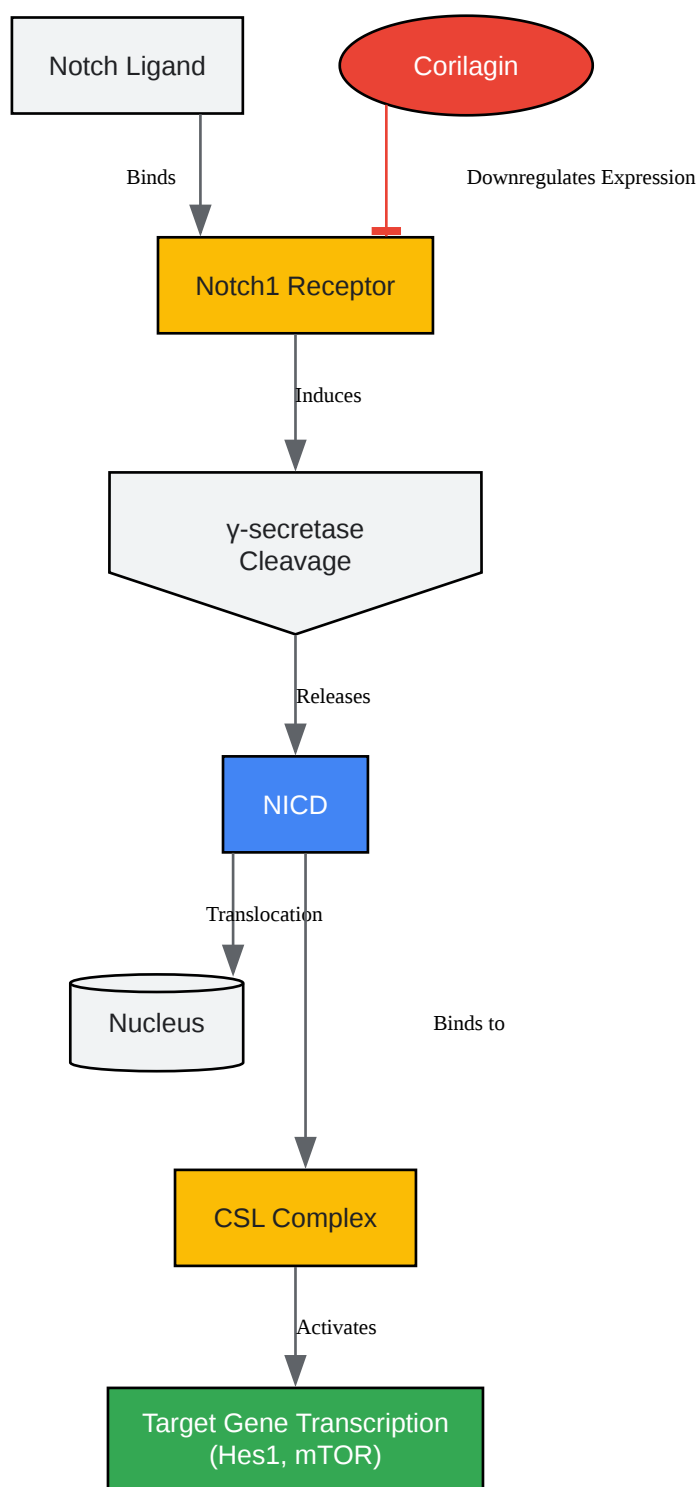 Notch Ligand
Corilagin
Binds
Downregulates Expression
Notch1 Receptor
Induces
γ-secretase
Cleavage
Releases
NICD
Translocation
Nucleus
Binds to
CSL Complex
Activates
Target Gene Transcription
(Hes1, mTOR)